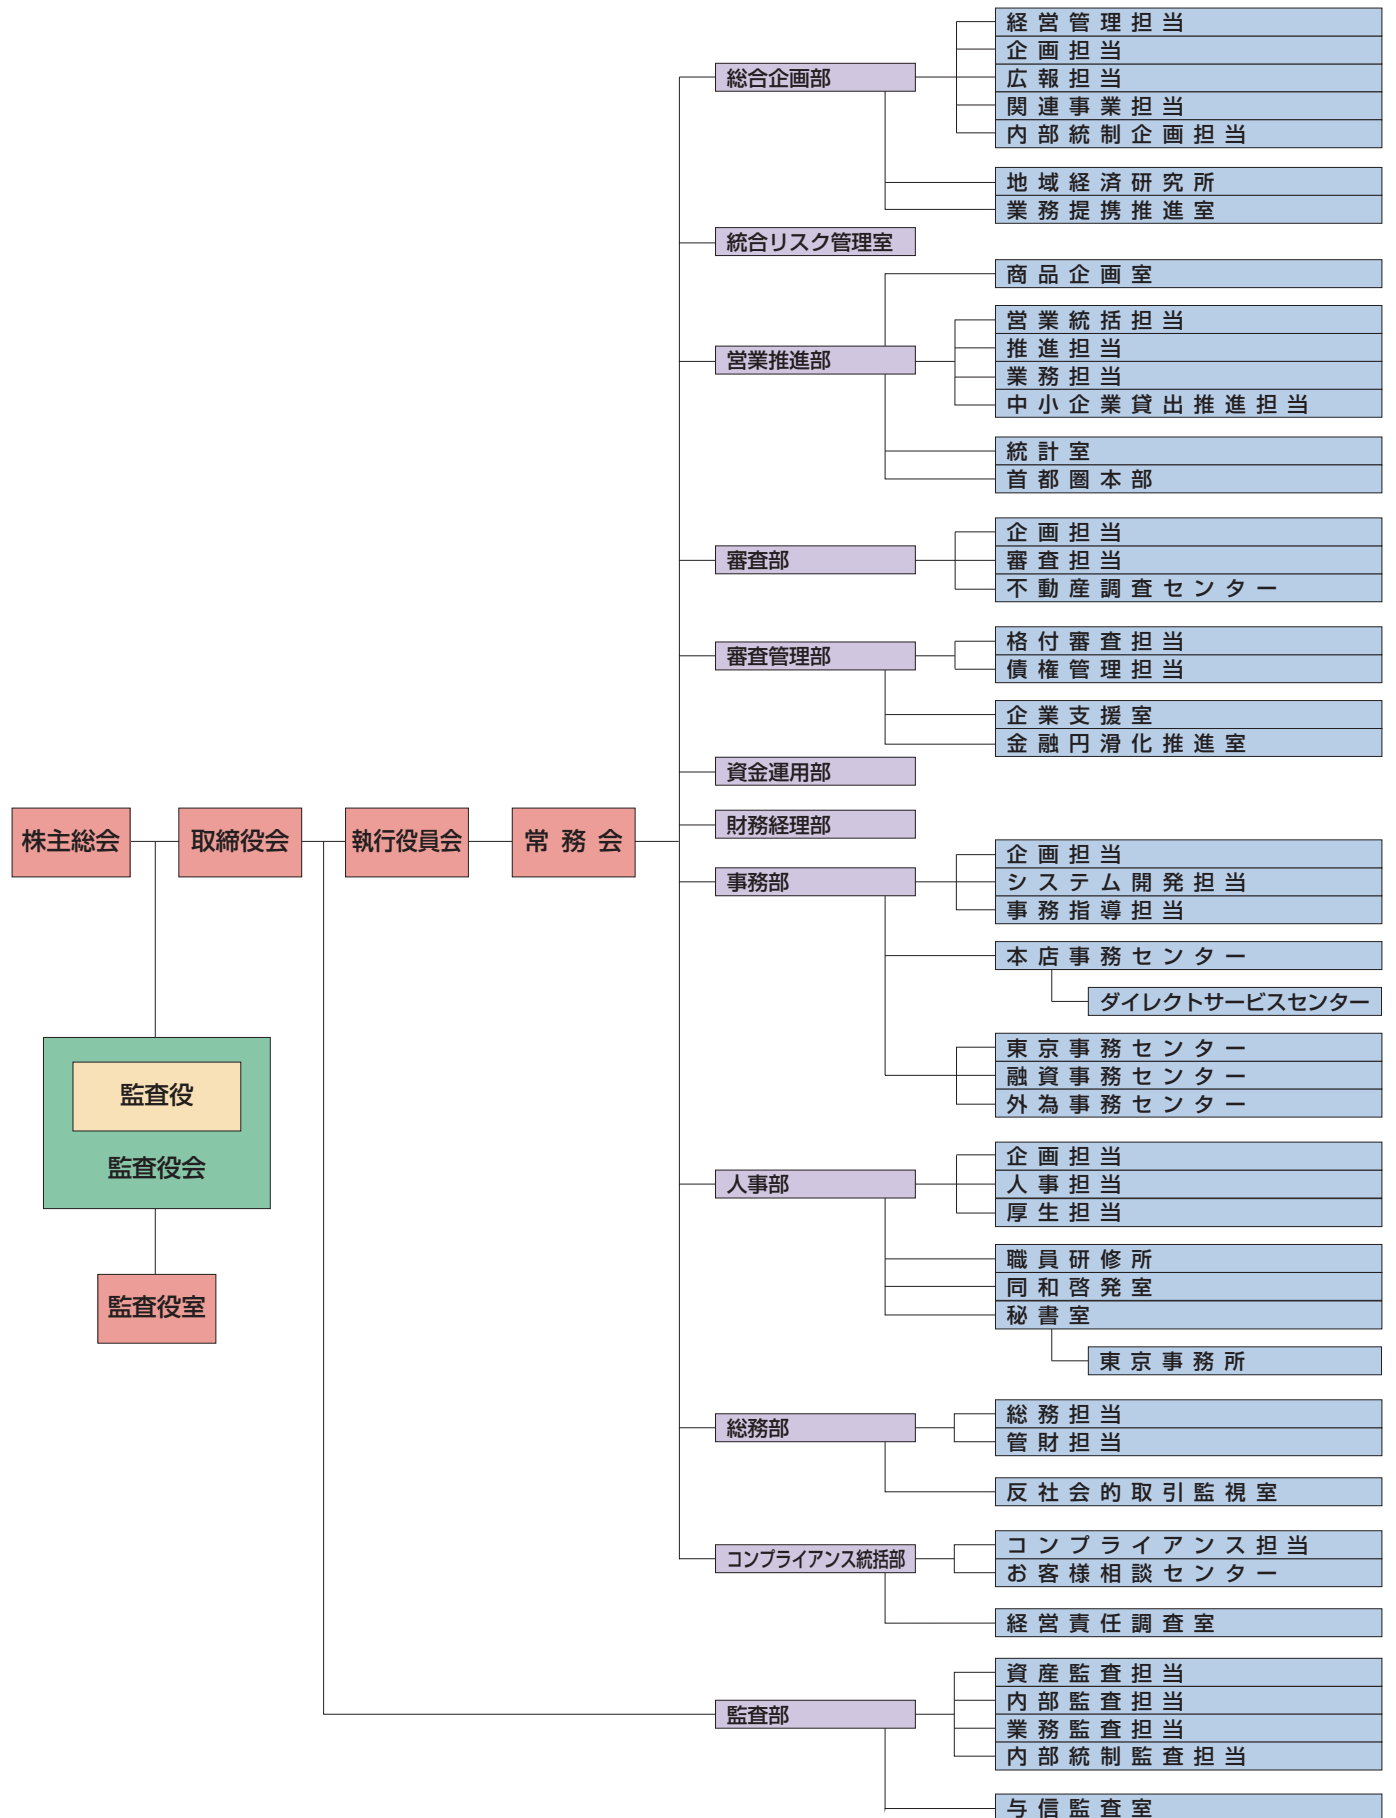 株主総会
取締役会
執行役員会
常務会
監査役
監査役会
監査役室
総合企画部
経営管理担当
企画担当
広報担当
関連事業担当
内部統制企画担当
地域経済研究所
業務提携推進室
統合リスク管理室
営業推進部
商品企画室
営業統括担当
推進担当
業務担当
中小企業貸出推進担当
統計室
首都圏本部
審査部
企画担当
審査担当
不動産調査センター
審査管理部
格付審査担当
債権管理担当
企業支援室
金融円滑化推進室
資金運用部
財務経理部
事務部
企画担当
システム開発担当
事務指導担当
本店事務センター
ダイレクトサービスセンター
東京事務センター
融資事務センター
外為事務センター
人事部
企画担当
人事担当
厚生担当
職員研修所
同和啓発室
秘書室
東京事務所
総務部
総務担当
管財担当
反社会的取引監視室
コンプライアンス統括部
コンプライアンス担当
お客様相談センター
経営責任調査室
監査部
資産監査担当
内部監査担当
業務監査担当
内部統制監査担当
与信監査室